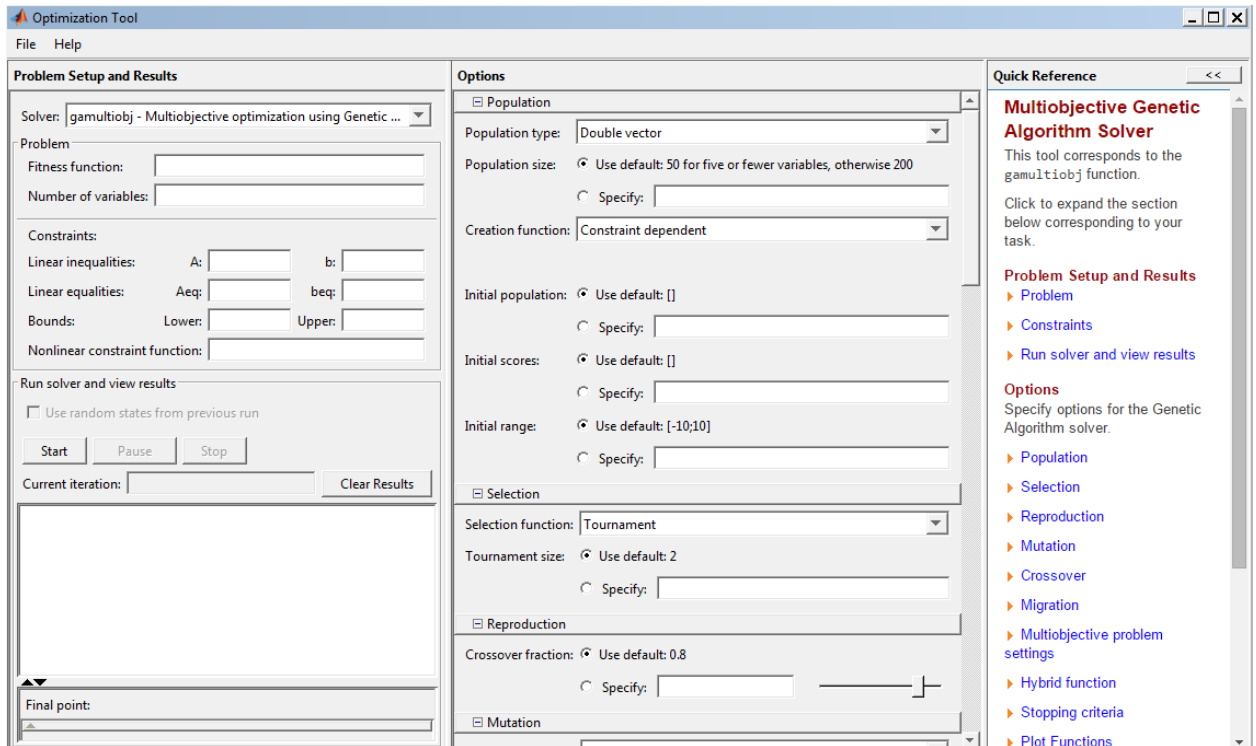 Optimization Tool
File Help
Problem Setup and Results
Solver: gamultiobj - Multiobjective optimization using Genetic ...
Problem
Fitness function:
Number of variables:
Constraints:
Linear inequalities: A: b:
Linear equalities: Aeq: beq:
Bounds: Lower: Upper:
Nonlinear constraint function:
Run solver and view results
Use random states from previous run
Start Pause Stop
Current iteration: Clear Results
Final point:
Options
Population
Population type: Double vector
Population size: Use default: 50 for five or fewer variables, otherwise 200
Specify:
Creation function: Constraint dependent
Initial population: Use default: []
Specify:
Initial scores: Use default: []
Specify:
Initial range: Use default: [-10;10]
Specify:
Selection
Selection function: Tournament
Tournament size: Use default: 2
Specify:
Reproduction
Crossover fraction: Use default: 0.8
Specify:
Mutation
Quick Reference <<
Multiobjective Genetic
Algorithm Solver
This tool corresponds to the
gamultiobj function.
Click to expand the section
below corresponding to your
task.
Problem Setup and Results
Problem
Constraints
Run solver and view results
Options
Specify options for the Genetic
Algorithm solver.
Population
Selection
Reproduction
Mutation
Crossover
Migration
Multiobjective problem
settings
Hybrid function
Stopping criteria
Plot Functions